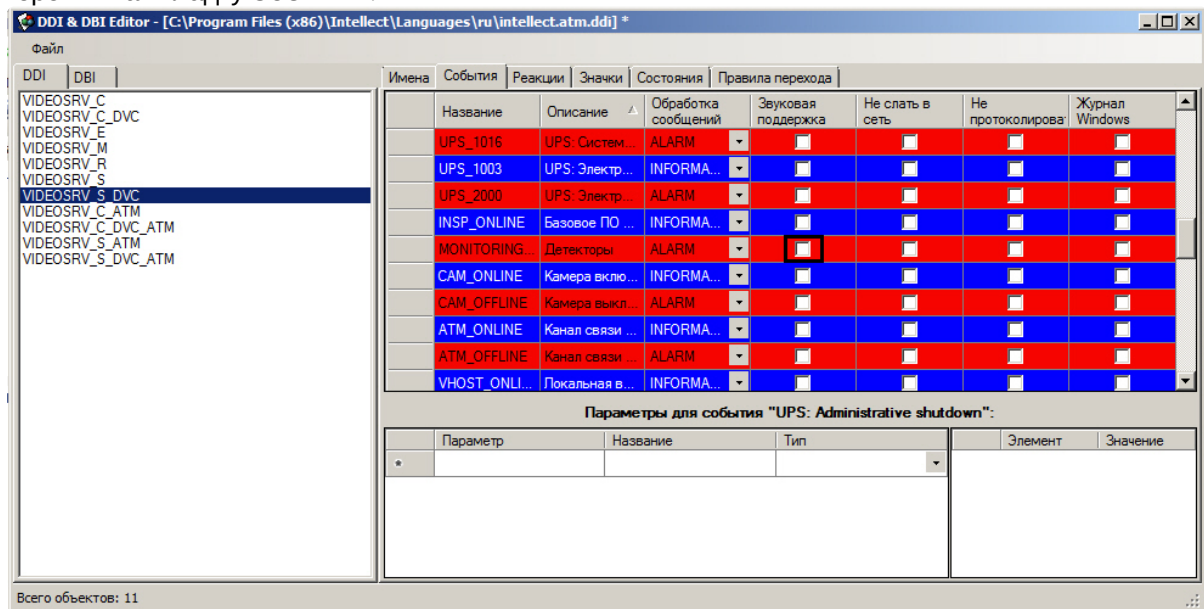 DDI & DBI Editor - [C:\Program Files (x86)\Intellect\Languages\ru\intellect.atm.ddi] *
Файл
DDI DBI
VIDEOSRV_C
VIDEOSRV_C_DVC
VIDEOSRV_E
VIDEOSRV_M
VIDEOSRV_R
VIDEOSRV_S
VIDEOSRV_S_DVC
VIDEOSRV_C_ATM
VIDEOSRV_C_DVC_ATM
VIDEOSRV_S_ATM
VIDEOSRV_S_DVC_ATM
Имена События Реакции Значки Состояния Правила перехода
Название Описание Обработка сообщений Звуковая поддержка Не слать в сеть Не протоколироват Журнал Windows
UPS_1016 UPS: Систем... ALARM
UPS_1003 UPS: Электр... INFORMA...
UPS_2000 UPS: Электр... ALARM
INSP_ONLINE Базовое ПО ... INFORMA...
MONITORING... Детекторы ALARM
CAM_ONLINE Камера вклю... INFORMA...
CAM_OFFLINE Камера выкл... ALARM
ATM_ONLINE Канал связи ... INFORMA...
ATM_OFFLINE Канал связи ... ALARM
VHOST_ONLI... Локальная в... INFORMA...
Параметры для события "UPS: Administrative shutdown":
Параметр Название Тип Элемент Значение
*
Всего объектов: 11